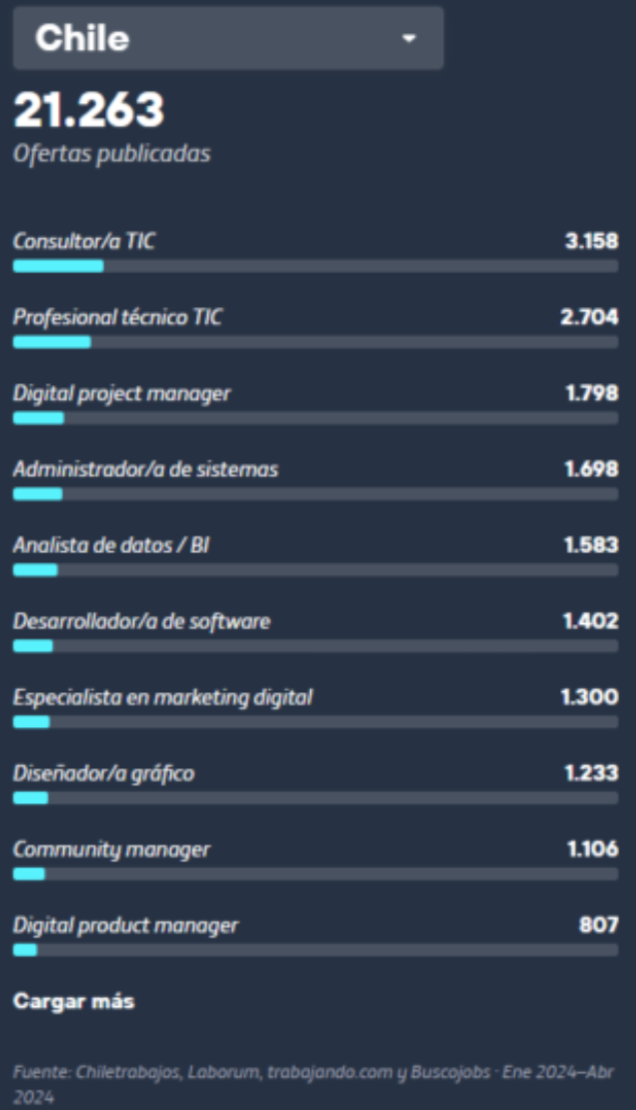 Chile
21.263
Ofertas publicadas
Consultor/a TIC 3.158
Profesional técnico TIC 2.704
Digital project manager 1.798
Administrador/a de sistemas 1.698
Analista de datos / BI 1.583
Desarrollador/a de software 1.402
Especialista en marketing digital 1.300
Diseñador/a gráfico 1.233
Community manager 1.106
Digital product manager 807
Cargar más
Fuente: Chiletrabajos, Laborum, trabajando.com y Buscojobs · Ene 2024–Abr
2024